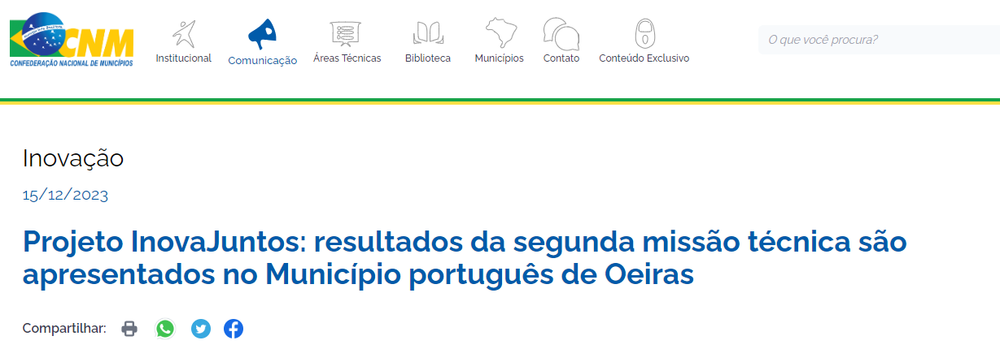 CNM
CONFEDERAÇÃO NACIONAL DE MUNICÍPIOS
Institucional
Comunicação
Áreas Técnicas
Biblioteca
Municípios
Contato
Conteúdo Exclusivo
O que você procura?
Inovação
15/12/2023
Projeto InovaJuntos: resultados da segunda missão técnica são
apresentados no Município português de Oeiras
Compartilhar: